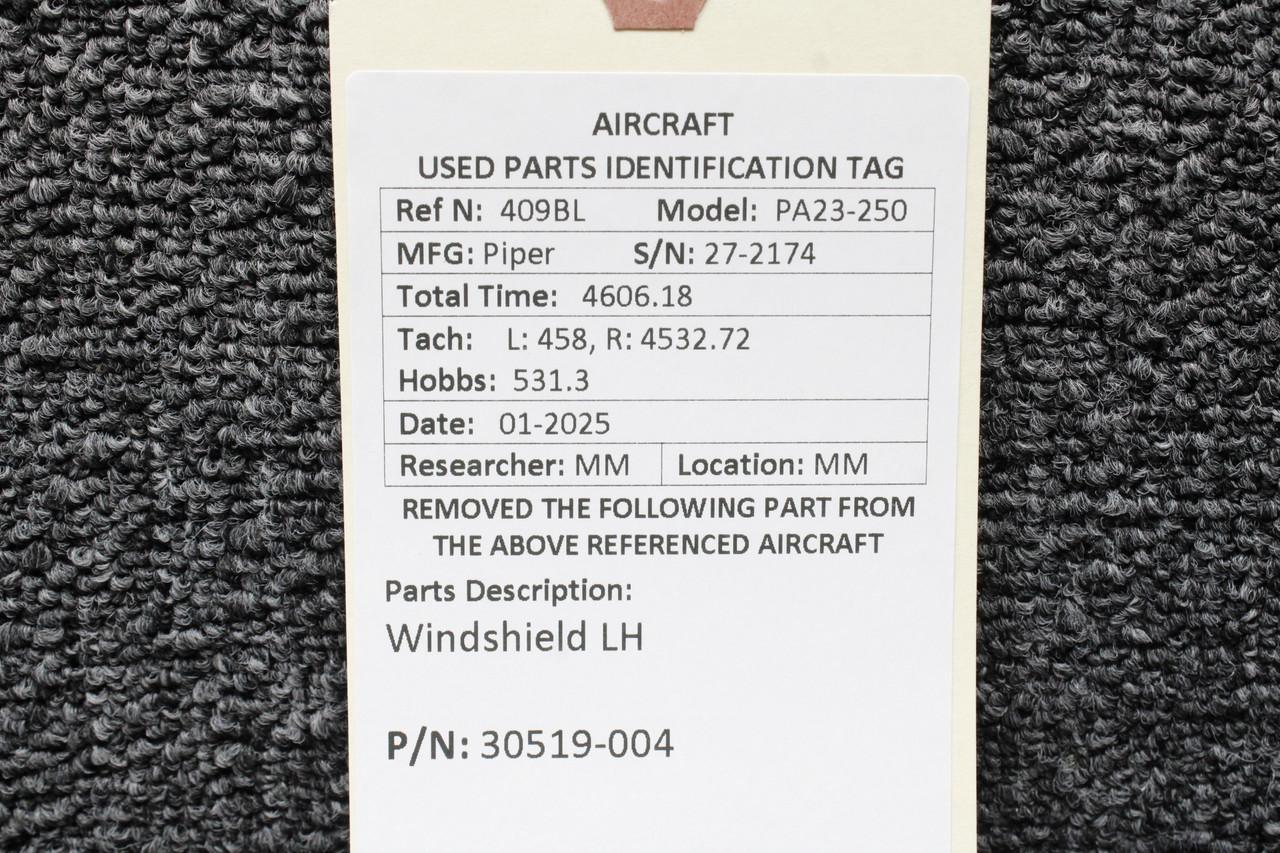 AIRCRAFT
USED PARTS IDENTIFICATION TAG
Ref N: 409BL Model: PA23-250
MFG: Piper S/N: 27-2174
Total Time: 4606.18
Tach: L: 458, R: 4532.72
Hobbs: 531.3
Date: 01-2025
Researcher: MM Location: MM
REMOVED THE FOLLOWING PART FROM
THE ABOVE REFERENCED AIRCRAFT
Parts Description:
Windshield LH
P/N: 30519-004